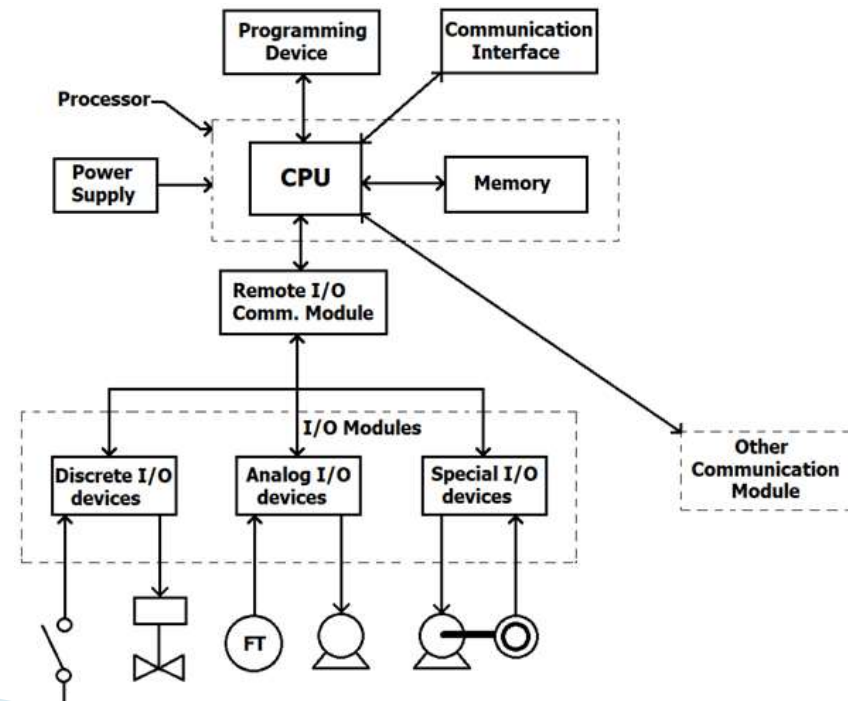 Programming
Device
Communication
Interface
Processor
Power
Supply
CPU
Memory
Remote I/O
Comm. Module
I/O Modules
Discrete I/O
devices
Analog I/O
devices
Special I/O
devices
Other
Communication
Module
FT